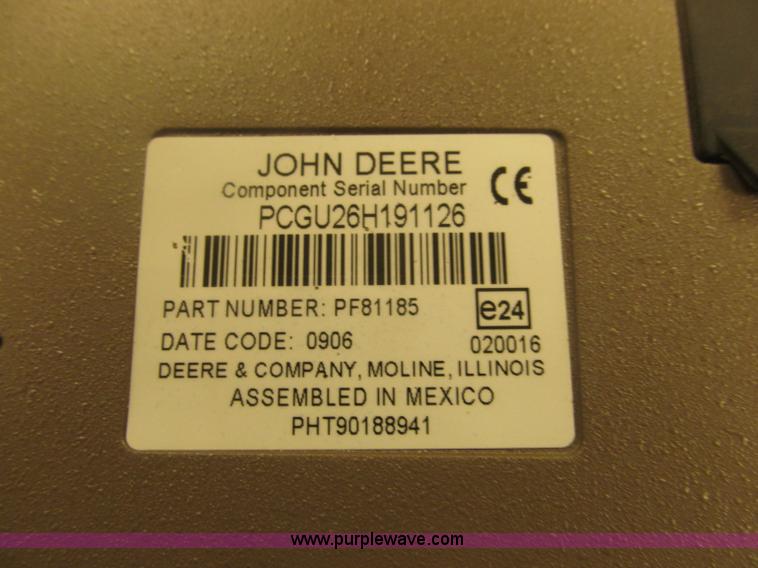 JOHN DEERE
Component Serial Number
CE
PCGU26H191126
PART NUMBER: PF81185
e24
DATE CODE: 0906
020016
DEERE & COMPANY, MOLINE, ILLINOIS
ASSEMBLED IN MEXICO
PHT90188941
www.purplewave.com